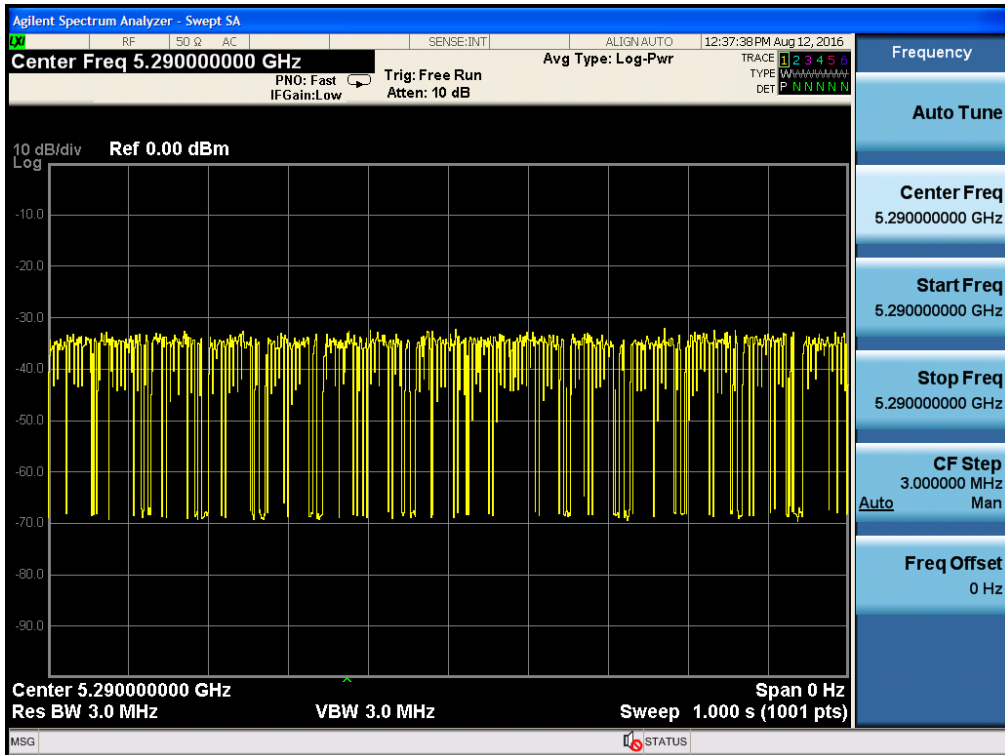 Agilent Spectrum Analyzer - Swept SA
LXI RF 50 Ω AC SENSE:INT ALIGN AUTO 12:37:38 PM Aug 12, 2016
Center Freq 5.290000000 GHz
PNO: Fast
IFGain:Low
Trig: Free Run
Atten: 10 dB
Avg Type: Log-Pwr
TRACE 1 2 3 4 5 6
TYPE
DET P N N N N N
10 dB/div Ref 0.00 dBm
Log
-10.0
-20.0
-30.0
-40.0
-50.0
-60.0
-70.0
-80.0
-90.0
Center 5.290000000 GHz Span 0 Hz
Res BW 3.0 MHz VBW 3.0 MHz Sweep 1.000 s (1001 pts)
MSG STATUS
Frequency
Auto Tune
Center Freq
5.290000000 GHz
Start Freq
5.290000000 GHz
Stop Freq
5.290000000 GHz
CF Step
3.000000 MHz
Auto Man
Freq Offset
0 Hz